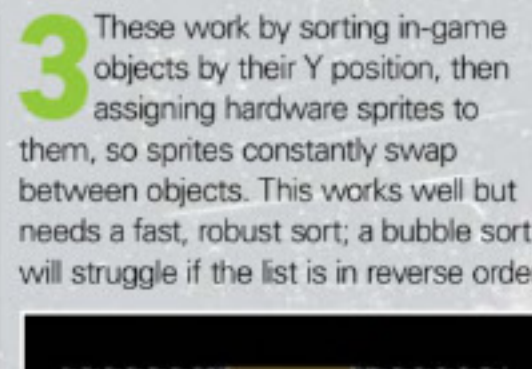 3 These work by sorting in-game
objects by their Y position, then
assigning hardware sprites to
them, so sprites constantly swap
between objects. This works well but
needs a fast, robust sort; a bubble sort
will struggle if the list is in reverse orde